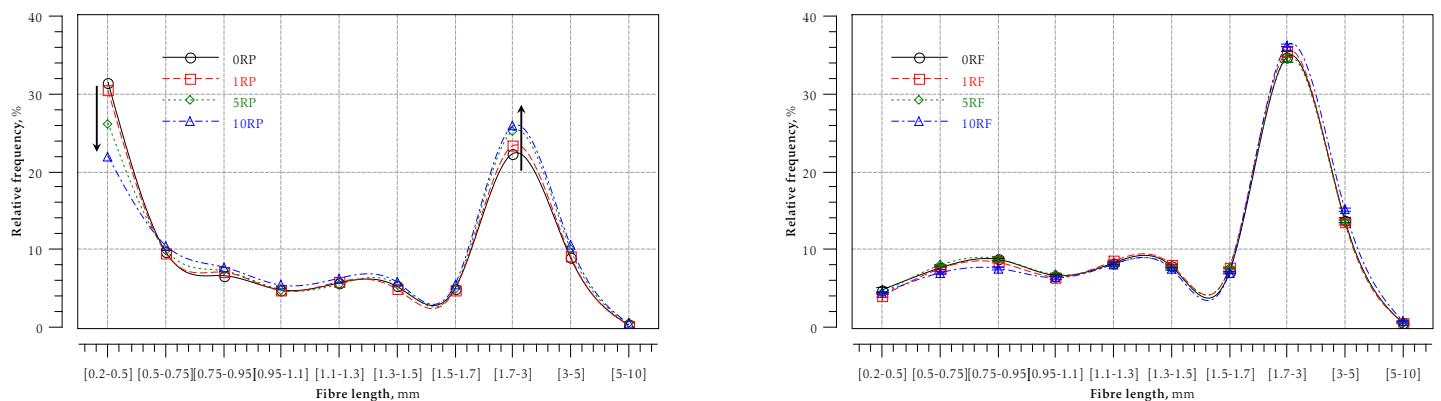 40
30
20
10
0
Relative frequency, %
0RP
1RP
5RP
10RP
[0.2-0.5] [0.5-0.75] [0.75-0.95] [0.95-1.1] [1.1-1.3] [1.3-1.5] [1.5-1.7] [1.7-3] [3-5] [5-10]
Fibre length, mm
40
30
20
10
0
Relative frequency, %
0RF
1RF
5RF
10RF
[0.2-0.5] [0.5-0.75] [0.75-0.95] [0.95-1.1] [1.1-1.3] [1.3-1.5] [1.5-1.7] [1.7-3] [3-5] [5-10]
Fibre length, mm